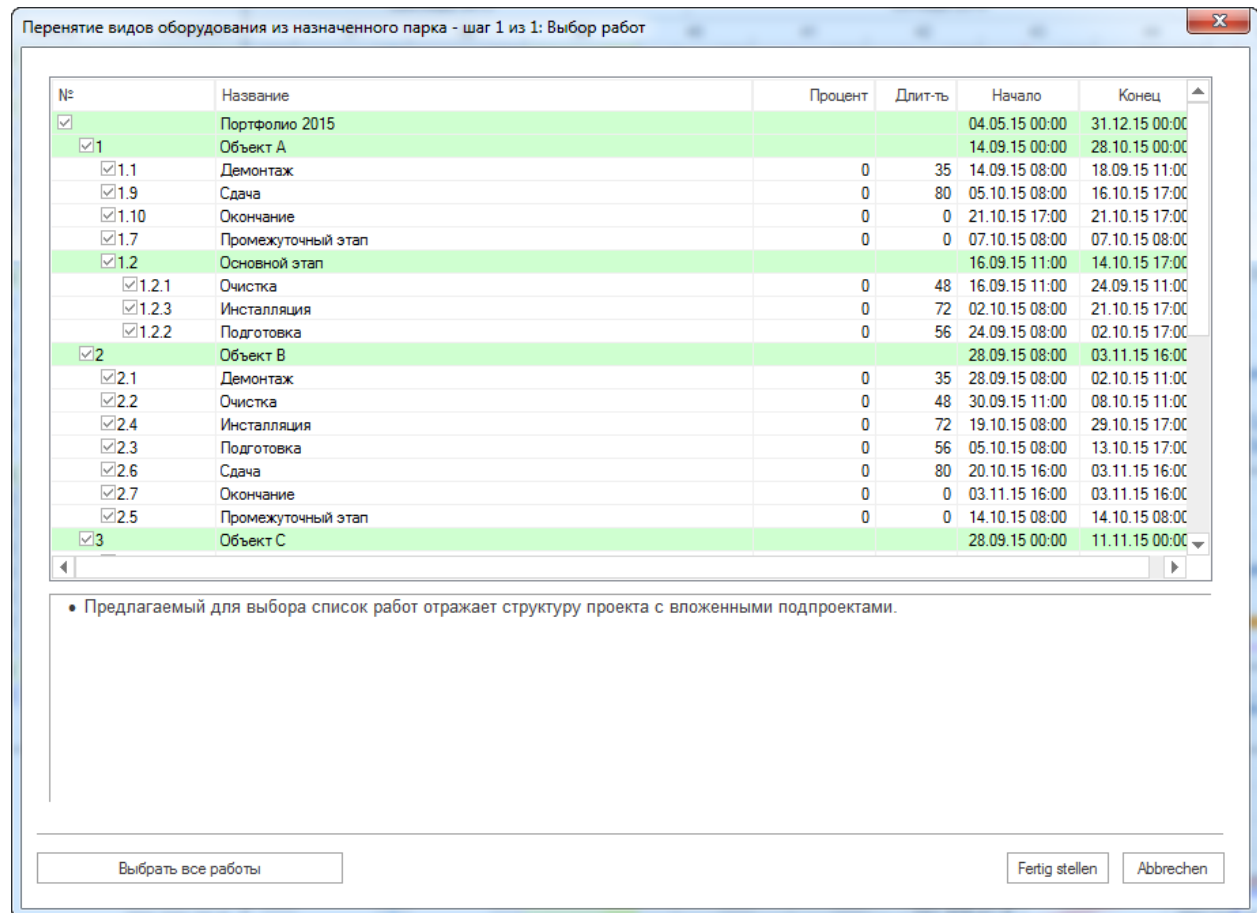 Перенятие видов оборудования из назначенного парка - шаг 1 из 1: Выбор работ
№ Название Процент Длит-ть Начало Конец
Портфолио 2015 04.05.15 00:00 31.12.15 00:00
1 Объект A 14.09.15 00:00 28.10.15 00:00
1.1 Демонтаж 0 35 14.09.15 08:00 18.09.15 11:00
1.9 Сдача 0 80 05.10.15 08:00 16.10.15 17:00
1.10 Окончание 0 0 21.10.15 17:00 21.10.15 17:00
1.7 Промежуточный этап 0 0 07.10.15 08:00 07.10.15 08:00
1.2 Основной этап 16.09.15 11:00 14.10.15 17:00
1.2.1 Очистка 0 48 16.09.15 11:00 24.09.15 11:00
1.2.3 Инсталляция 0 72 02.10.15 08:00 21.10.15 17:00
1.2.2 Подготовка 0 56 24.09.15 08:00 02.10.15 17:00
2 Объект B 28.09.15 08:00 03.11.15 16:00
2.1 Демонтаж 0 35 28.09.15 08:00 02.10.15 11:00
2.2 Очистка 0 48 30.09.15 11:00 08.10.15 11:00
2.4 Инсталляция 0 72 19.10.15 08:00 29.10.15 17:00
2.3 Подготовка 0 56 05.10.15 08:00 13.10.15 17:00
2.6 Сдача 0 80 20.10.15 16:00 03.11.15 16:00
2.7 Окончание 0 0 03.11.15 16:00 03.11.15 16:00
2.5 Промежуточный этап 0 0 14.10.15 08:00 14.10.15 08:00
3 Объект C 28.09.15 00:00 11.11.15 00:00
• Предлагаемый для выбора список работ отражает структуру проекта с вложенными подпроектами.
Выбрать все работы Fertig stellen Abbrechen